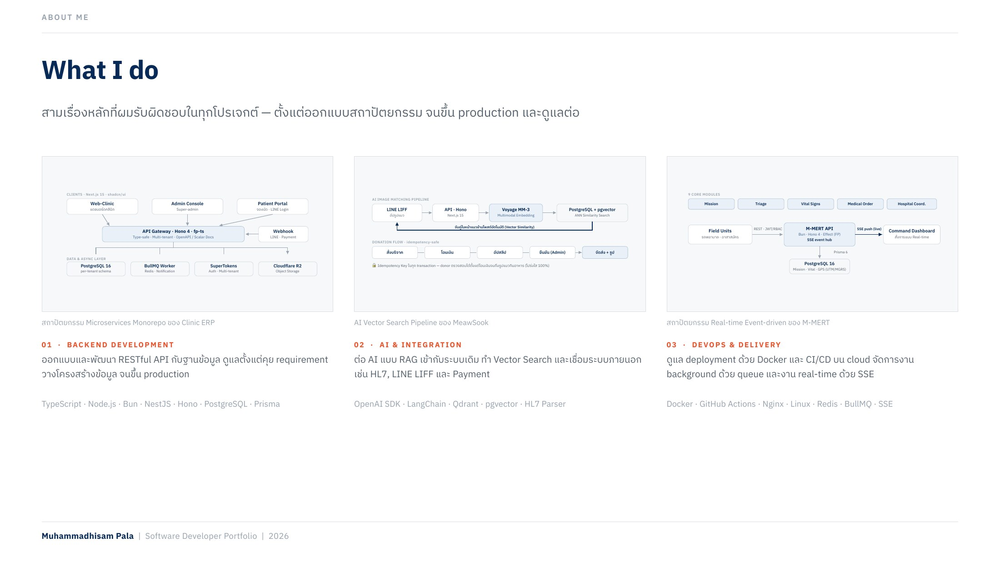 ABOUT ME
What I do
สามเรื่องหลักที่ผมรับผิดชอบในทุกโปรเจกต์ — ตั้งแต่ออกแบบสถาปัตยกรรม จนขึ้น production และดูแลต่อ
CLIENTS · Next.js 15 · shadcn/ui
Web-Clinic
แดชบอร์ดคลินิก
Admin Console
Super-admin
Patient Portal
จองนัด · LINE Login
API Gateway · Hono 4 · fp-ts
Type-safe · Multi-tenant · OpenAPI / Scalar Docs
Webhook
LINE · Payment
DATA & ASYNC LAYER
PostgreSQL 16
per-tenant schema
BullMQ Worker
Redis · Notification
SuperTokens
Auth · Multi-tenant
Cloudflare R2
Object Storage
สถาปัตยกรรม Microservices Monorepo ของ Clinic ERP
01 · BACKEND DEVELOPMENT
ออกแบบและพัฒนา RESTful API กับฐานข้อมูล ดูแลตั้งแต่คุย requirement
วางโครงสร้างข้อมูล จนขึ้น production
TypeScript · Node.js · Bun · NestJS · Hono · PostgreSQL · Prisma
AI IMAGE MATCHING PIPELINE
LINE LIFF
อัปรูปแมว
API · Hono
Next.js 15
Voyage MM-3
Multimodal Embedding
PostgreSQL + pgvector
ANN Similarity Search
จับคู่ใบหน้าแมวข้ามโพสต์อัตโนมัติ (Vector Similarity)
DONATION FLOW · idempotency-safe
สั่งบริจาค
โอนเงิน
อัปสลิป
ยืนยัน (Admin)
จัดส่ง + รูป
🔒 Idempotency Key ในทุก transaction — donor ตรวจสอบได้ตั้งแต่โอนเงินจนถึงรูปแมวกินอาหาร (โปร่งใส 100%)
AI Vector Search Pipeline ของ MeawSook
02 · AI & INTEGRATION
ต่อ AI แบบ RAG เข้ากับระบบเดิม ทำ Vector Search และเชื่อมระบบภายนอก
เช่น HL7, LINE LIFF และ Payment
OpenAI SDK · LangChain · Qdrant · pgvector · HL7 Parser
9 CORE MODULES
Mission
Triage
Vital Signs
Medical Order
Hospital Coord.
Field Units
รถพยาบาล · อาสาสมัคร
REST · JWT/RBAC
M-MERT API
Bun · Hono 4 · Effect (FP)
SSE event hub
SSE push (live)
Command Dashboard
สั่งการแบบ Real-time
Prisma 6
PostgreSQL 16
Mission · Vital · GPS (UTM/MGRS)
สถาปัตยกรรม Real-time Event-driven ของ M-MERT
03 · DEVOPS & DELIVERY
ดูแล deployment ด้วย Docker และ CI/CD บน cloud จัดการงาน
background ด้วย queue และงาน real-time ด้วย SSE
Docker · GitHub Actions · Nginx · Linux · Redis · BullMQ · SSE
Muhammadhisam Pala | Software Developer Portfolio | 2026